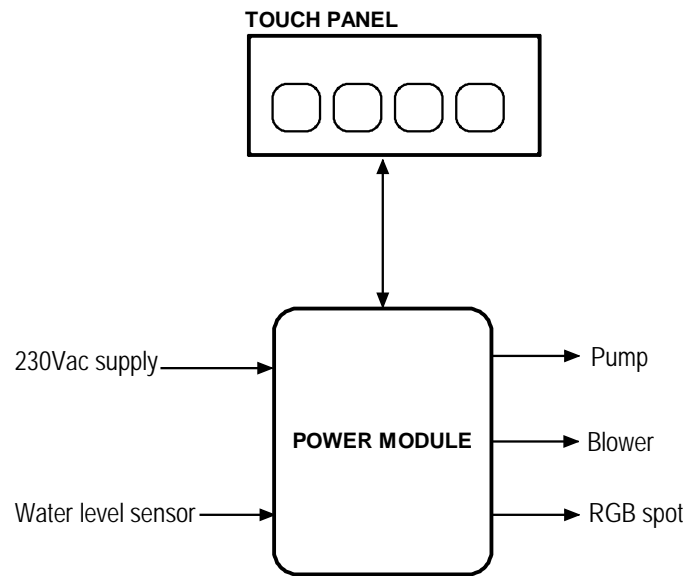 TOUCH PANEL
230Vac supply
Pump
POWER MODULE
Blower
Water level sensor
RGB spot